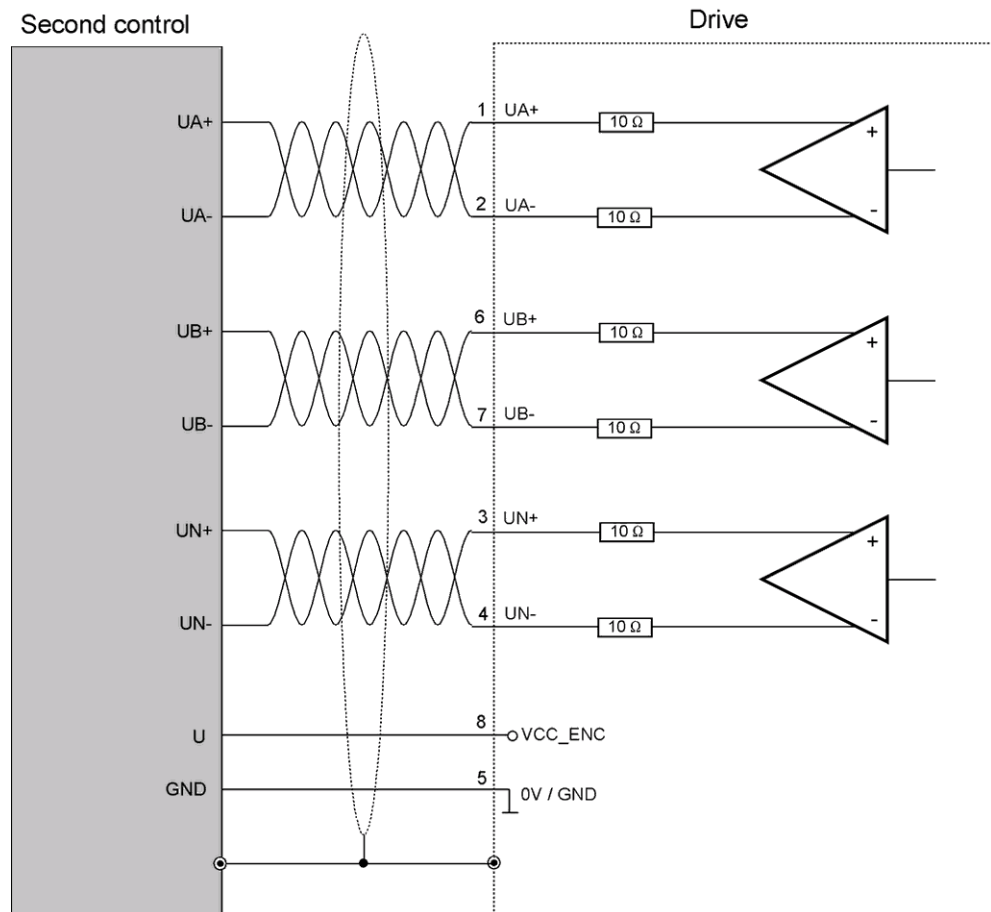 Second control
Drive
UA+
1
UA+
10 Ω
+
UA-
2
UA-
10 Ω
-
UB+
6
UB+
10 Ω
+
UB-
7
UB-
10 Ω
-
UN+
3
UN+
10 Ω
+
UN-
4
UN-
10 Ω
-
U
8
VCC_ENC
GND
5
0V / GND